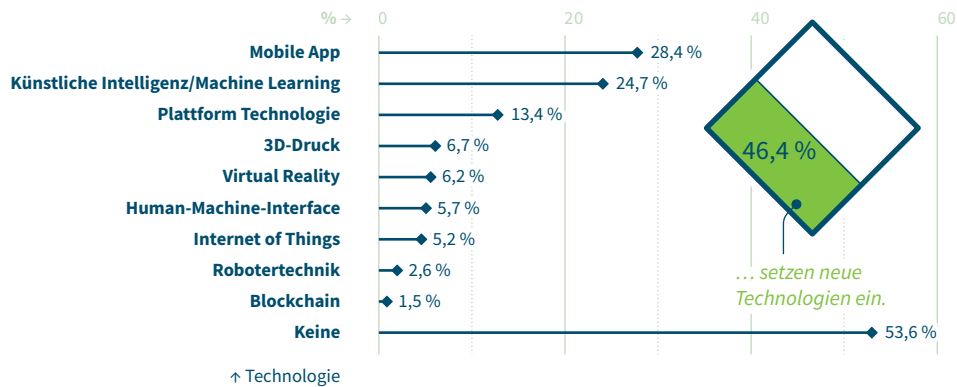 % → 0 20 40 60
Mobile App 28,4 %
Künstliche Intelligenz/Machine Learning 24,7 %
Plattform Technologie 13,4 %
3D-Druck 6,7 %
Virtual Reality 6,2 %
Human-Machine-Interface 5,7 %
Internet of Things 5,2 %
Robotertechnik 2,6 %
Blockchain 1,5 %
Keine 53,6 %
↑ Technologie
46,4 %
… setzen neue
Technologien ein.